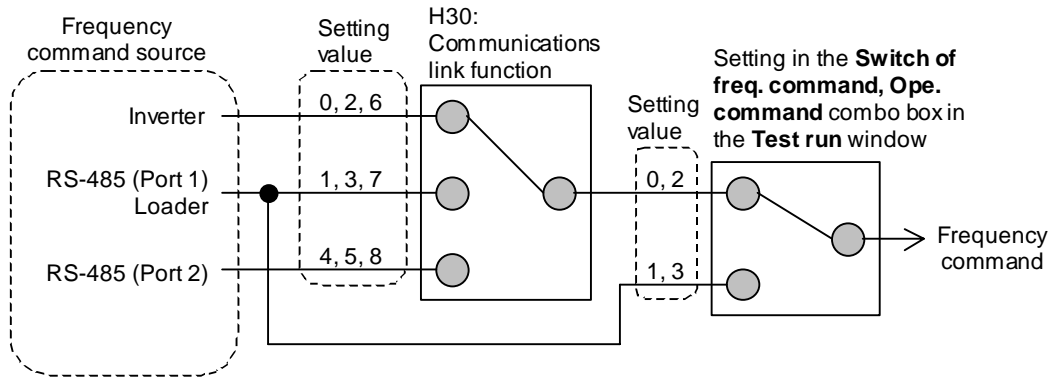 Frequency
command source
Setting
value
H30:
Communications
link function
Setting in the Switch of
freq. command, Ope.
command combo box in
the Test run window
Setting
value
Inverter
0, 2, 6
RS-485 (Port 1)
Loader
1, 3, 7
0, 2
RS-485 (Port 2)
4, 5, 8
1, 3
Frequency
command